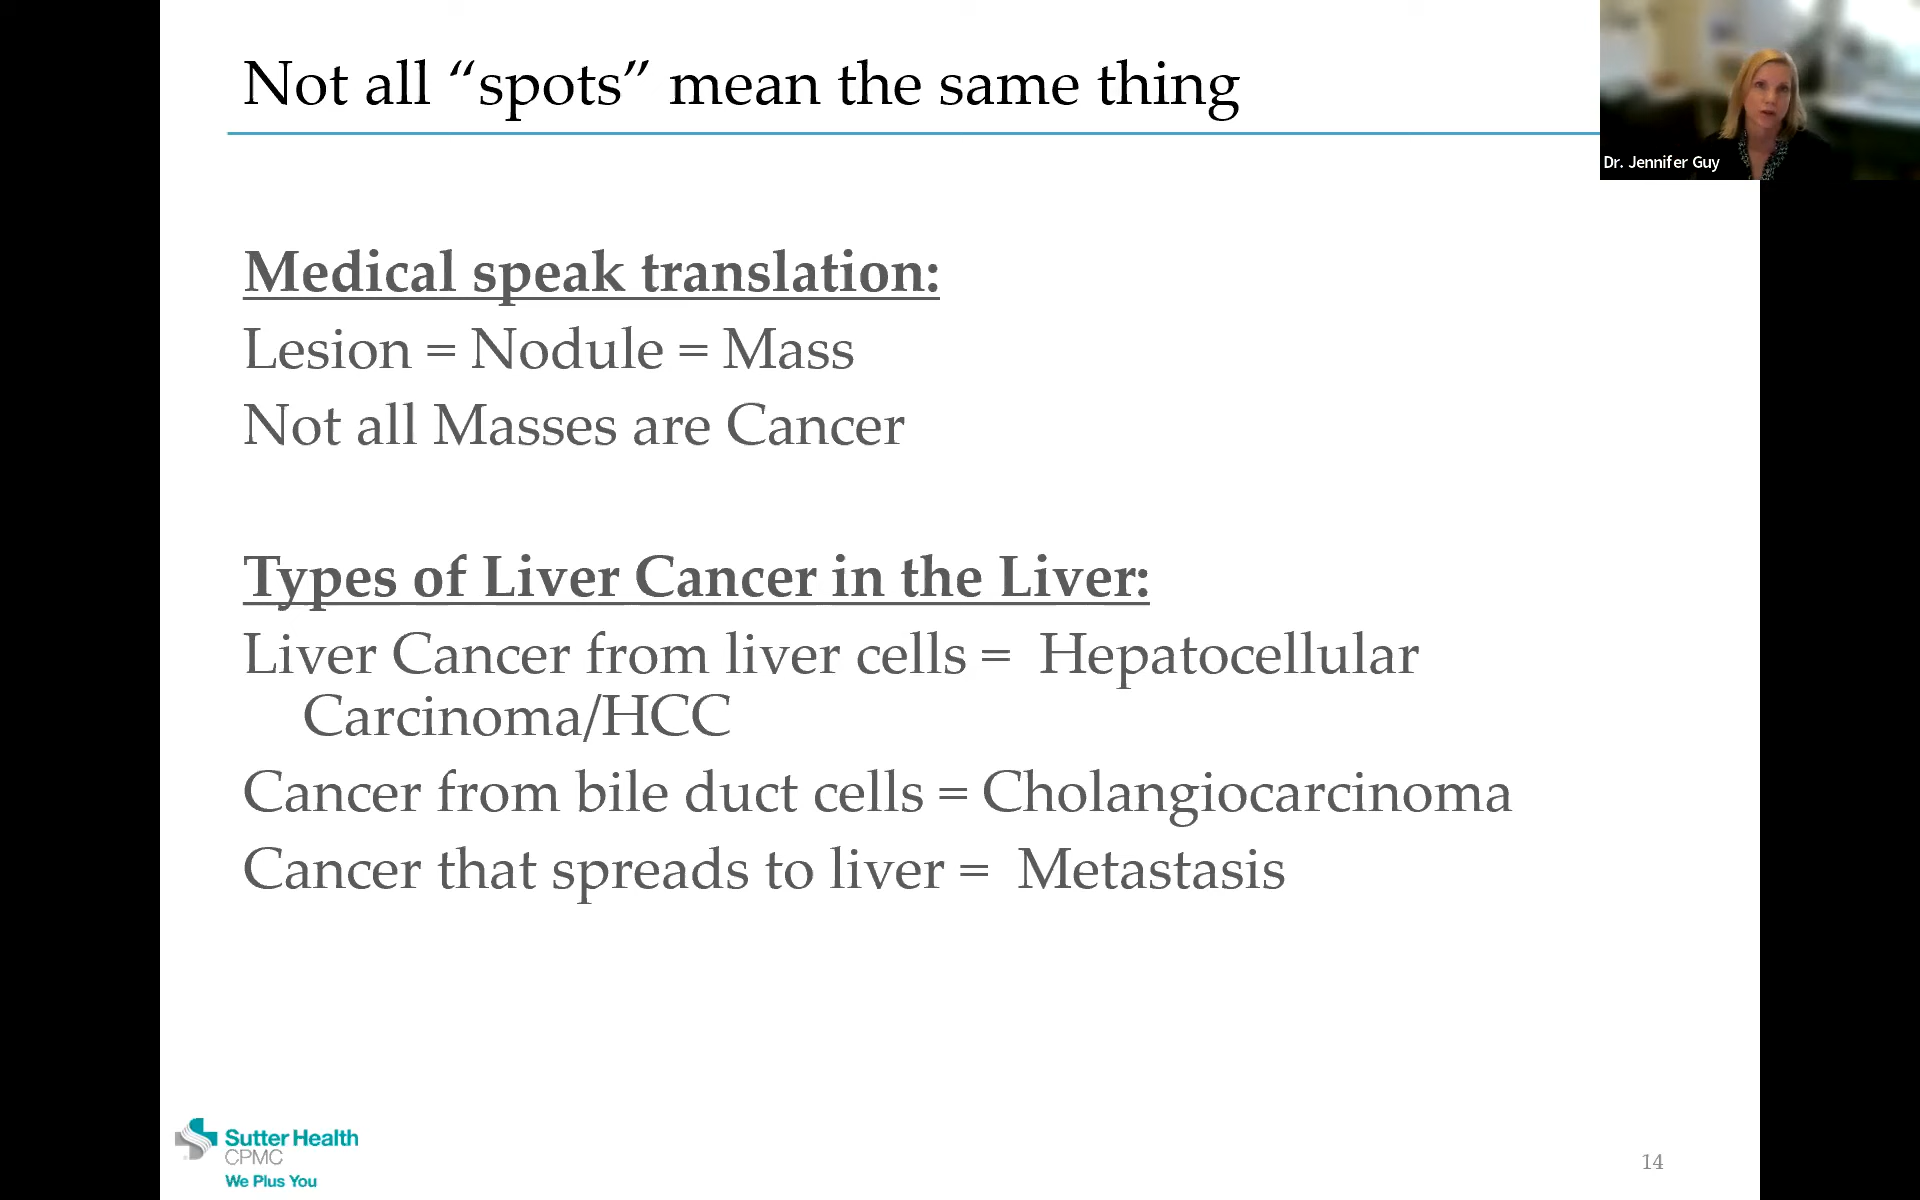 Not all “spots” mean the same thing
Dr. Jennifer Guy
Medical speak translation:
Lesion = Nodule = Mass
Not all Masses are Cancer
Types of Liver Cancer in the Liver:
Liver Cancer from liver cells = Hepatocellular
Carcinoma/HCC
Cancer from bile duct cells = Cholangiocarcinoma
Cancer that spreads to liver = Metastasis
Sutter Health
CPMC
We Plus You
14